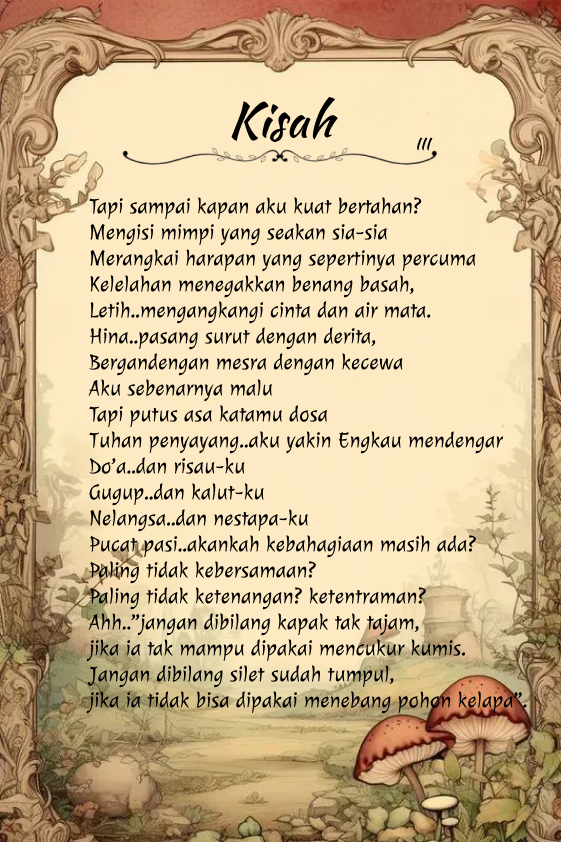 Kisah
III
Tapi sampai kapan aku kuat bertahan?
Mengisi mimpi yang seakan sia-sia
Merangkai harapan yang sepertinya percuma
Kelelahan menegakkan benang basah,
Letih..mengangkangi cinta dan air mata.
Hina..pasang surut dengan derita,
Bergandengan mesra dengan kecewa
Aku sebenarnya malu
Tapi putus asa katamu dosa
Tuhan penyayang..aku yakin Engkau mendengar
Do'a..dan risau-ku
Gugup..dan kalut-ku
Nelangsa..dan nestapa-ku
Pucat pasi..akankah kebahagiaan masih ada?
Paling tidak kebersamaan?
Paling tidak ketenangan? ketentraman?
Ahh.."jangan dibilang kapak tak tajam,
jika ia tak mampu dipakai mencukur kumis.
Jangan dibilang silet sudah tumpul,
jika ia tidak bisa dipakai menebang pohon kelapa".